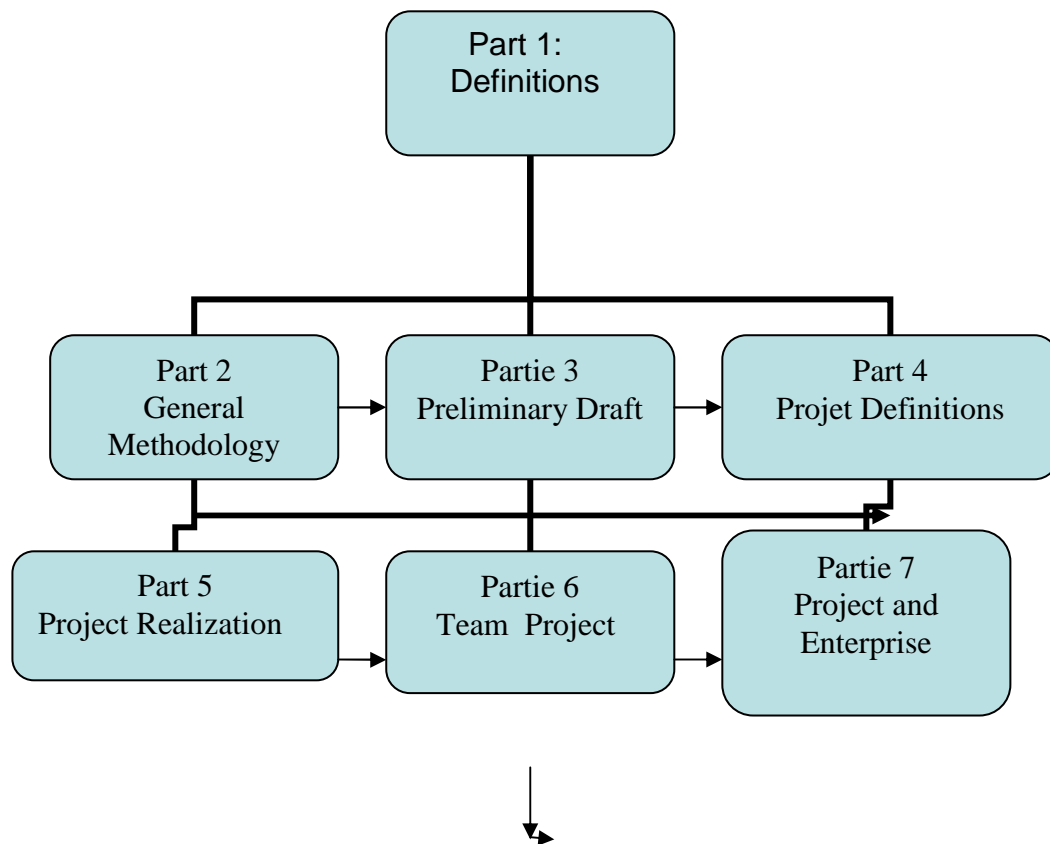 Part 1:
Definitions
Part 2
General
Methodology
Partie 3
Preliminary Draft
Part 4
Projet Definitions
Part 5
Project Realization
Partie 6
Team  Project
Partie 7
Project and
Enterprise